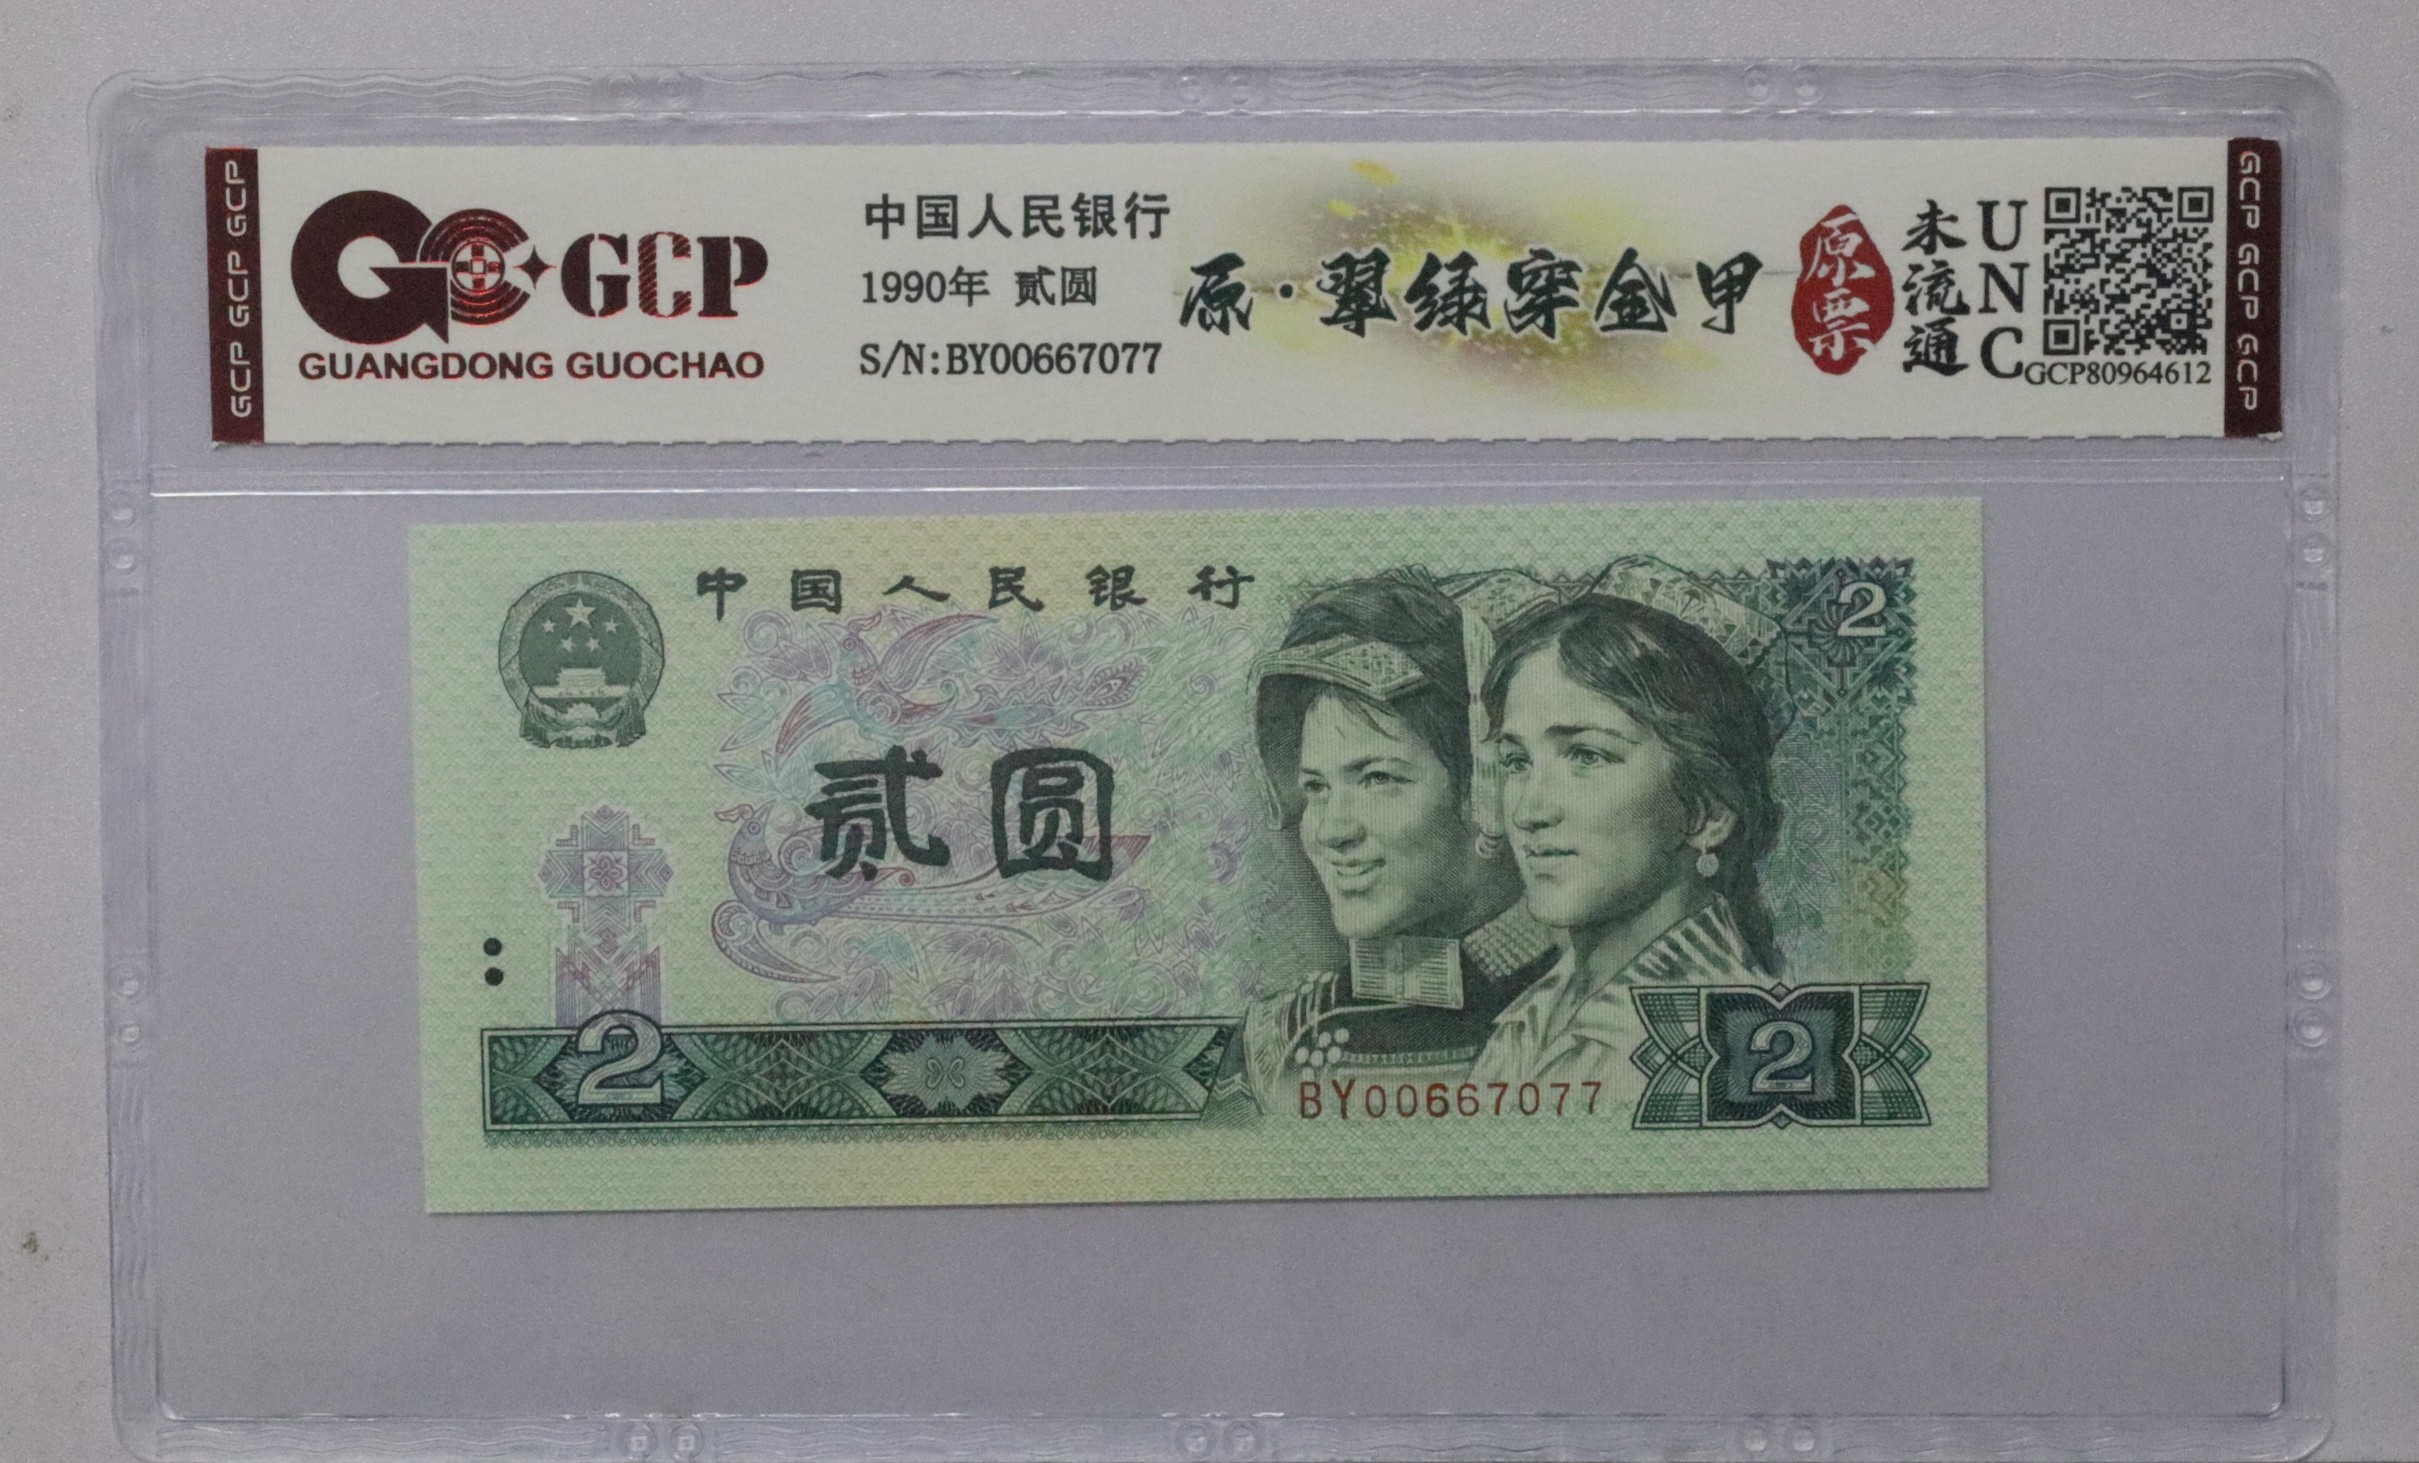 GCP GCP GCP
GCP
GUANGDONG GUOCHAO
中国人民银行
1990年 贰圆
S/N:BY00667077
原·翠绿穿金甲
原票
未流通
UNC
GCP80964612
GCP GCP GCP
中国人民银行
2
贰圆
2
BY00667077
2